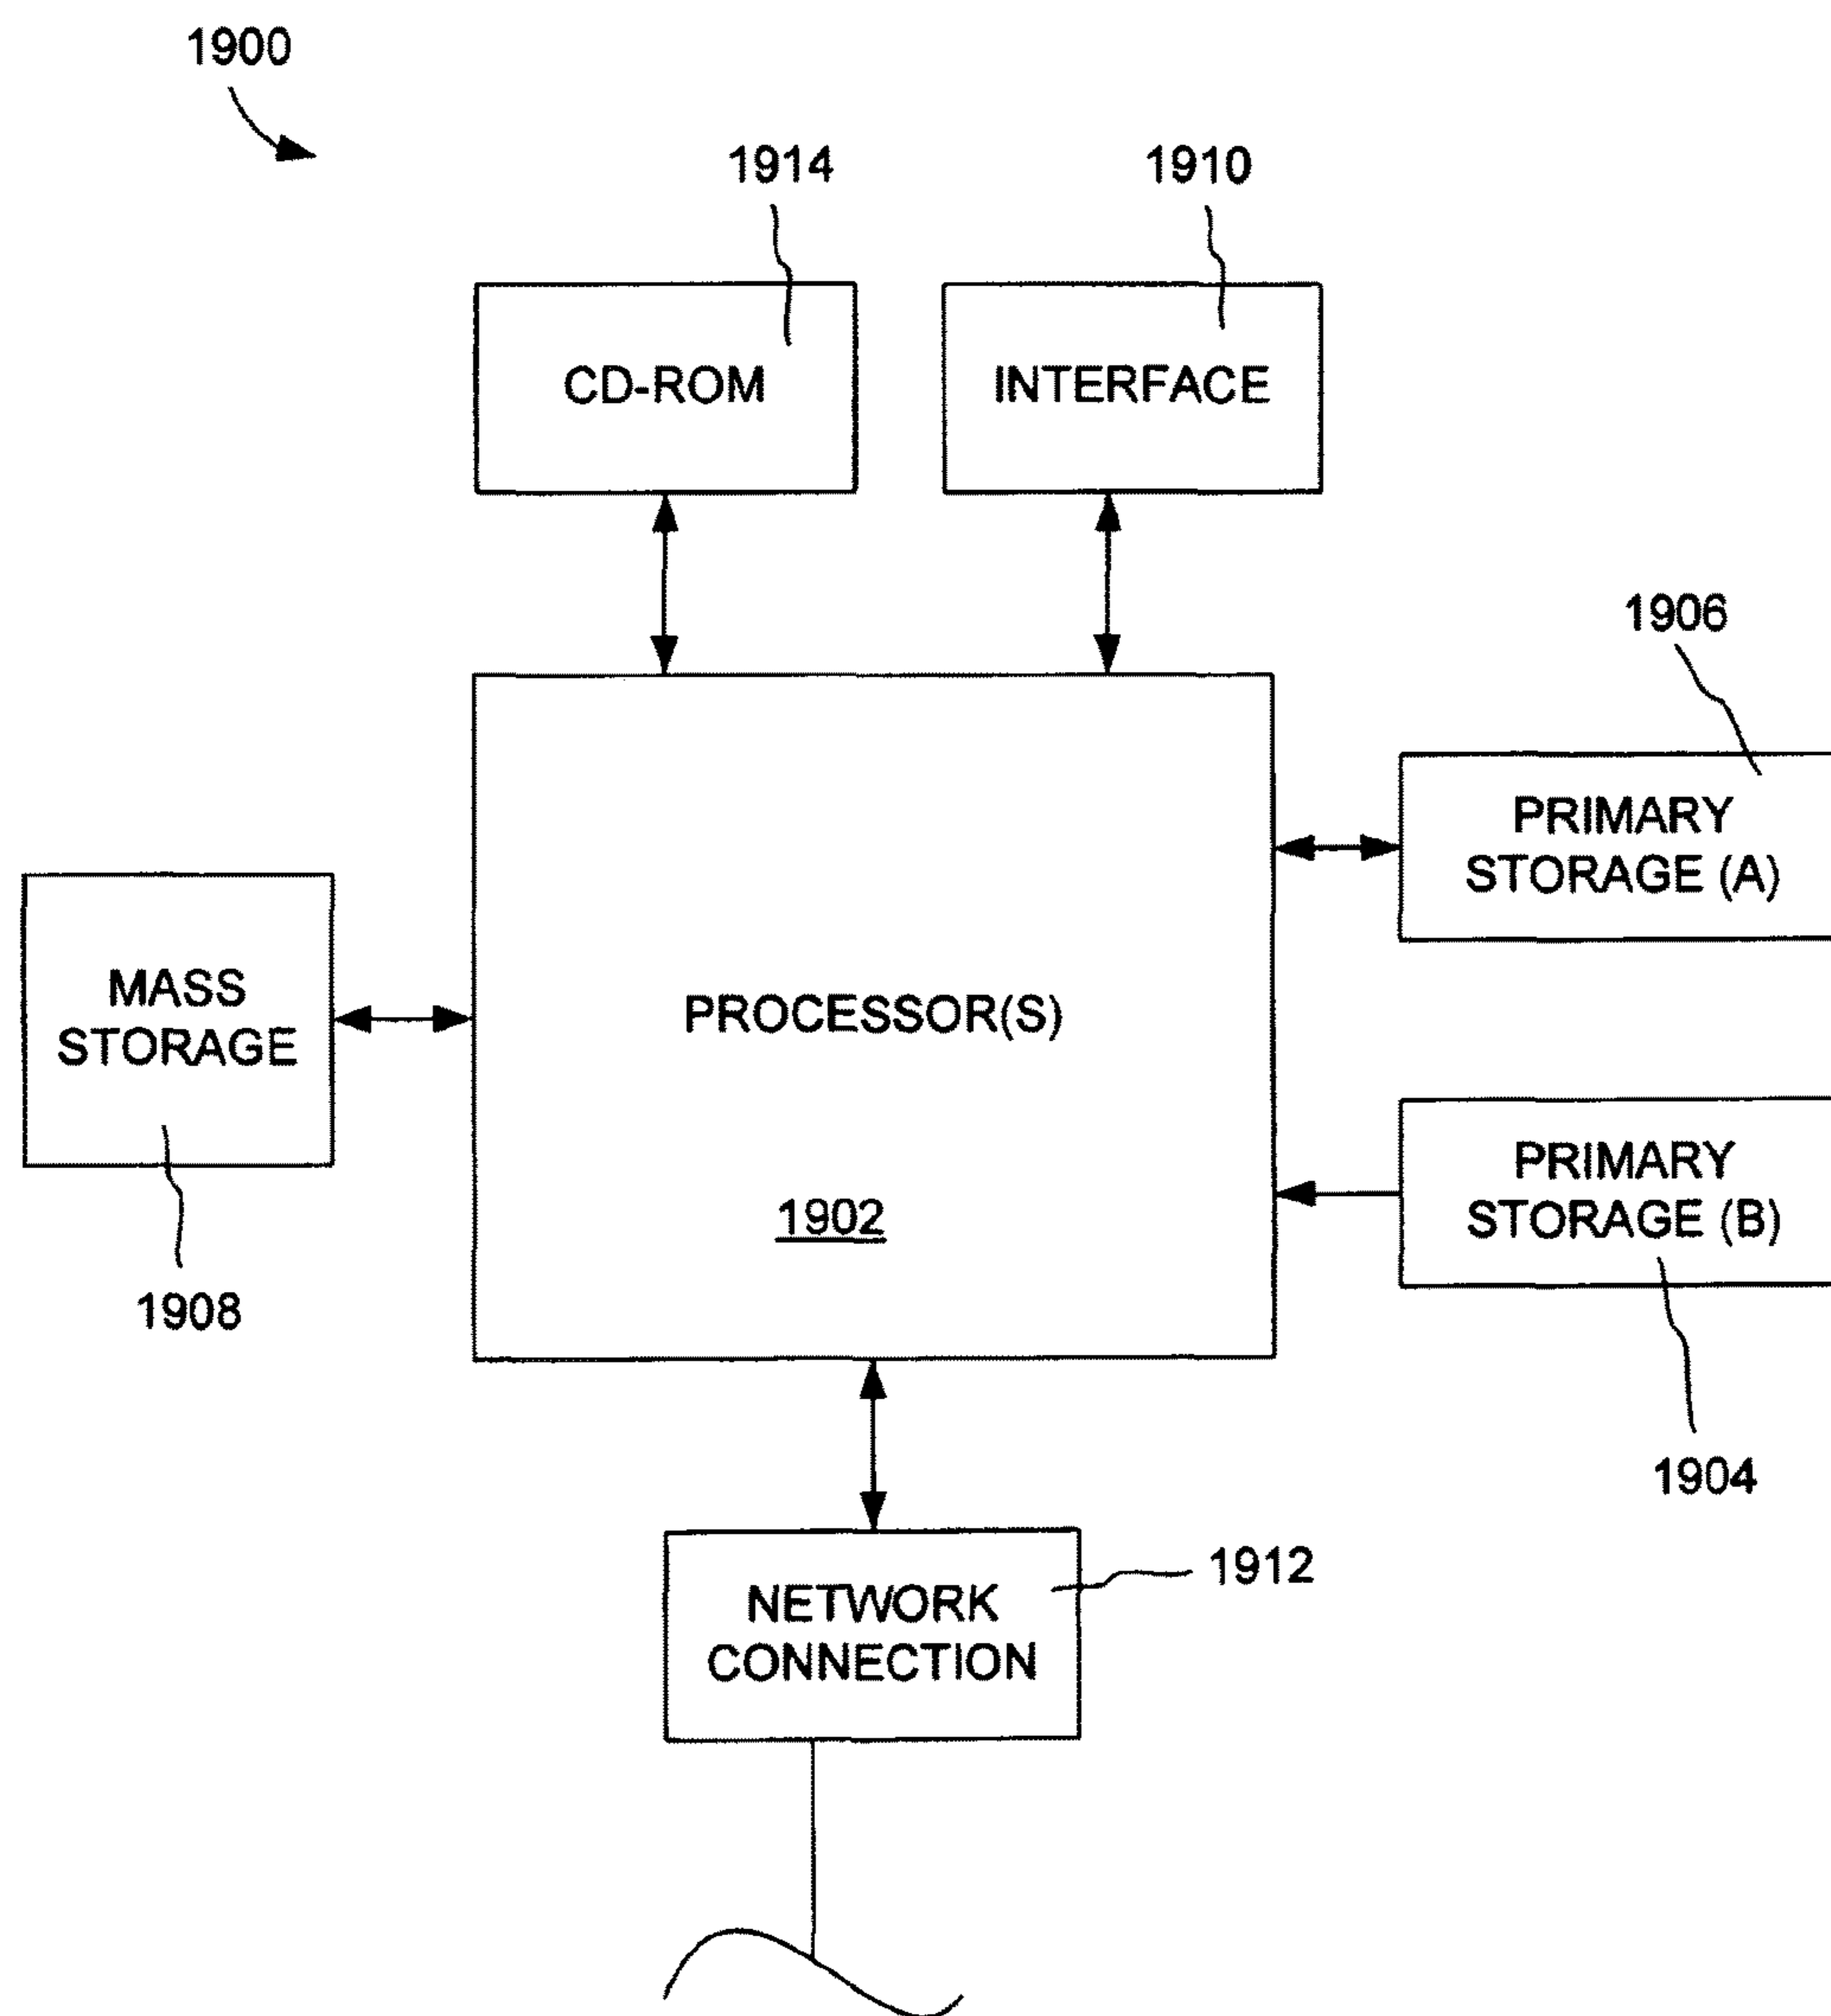 1900
1914
1910
CD-ROM
INTERFACE
1906
PRIMARY
STORAGE (A)
MASS
STORAGE
PROCESSOR(S)
1902
PRIMARY
STORAGE (B)
1908
1904
1912
NETWORK
CONNECTION